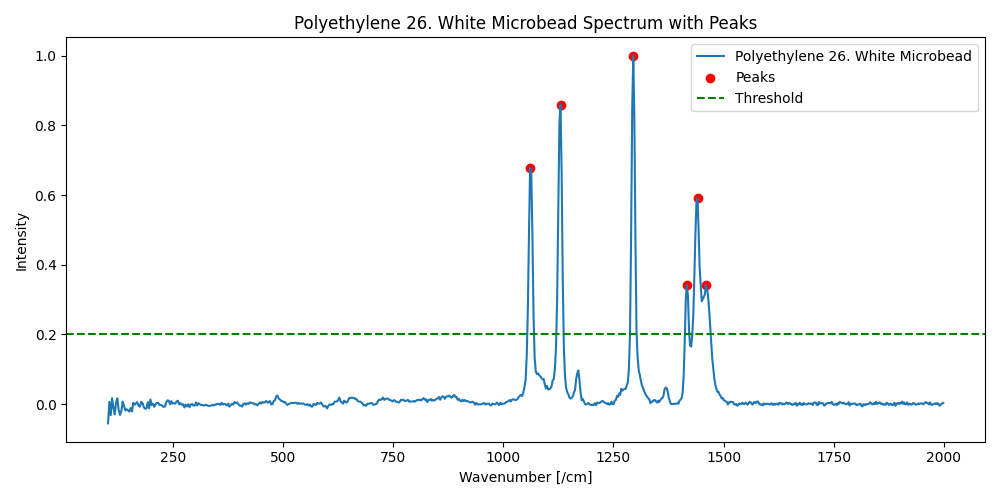 Polyethylene 26. White Microbead Spectrum with Peaks
Polyethylene 26. White Microbead
Peaks
Threshold
Intensity
1.0
0.8
0.6
0.4
0.2
0.0
250 500 750 1000 1250 1500 1750 2000
Wavenumber [/cm]